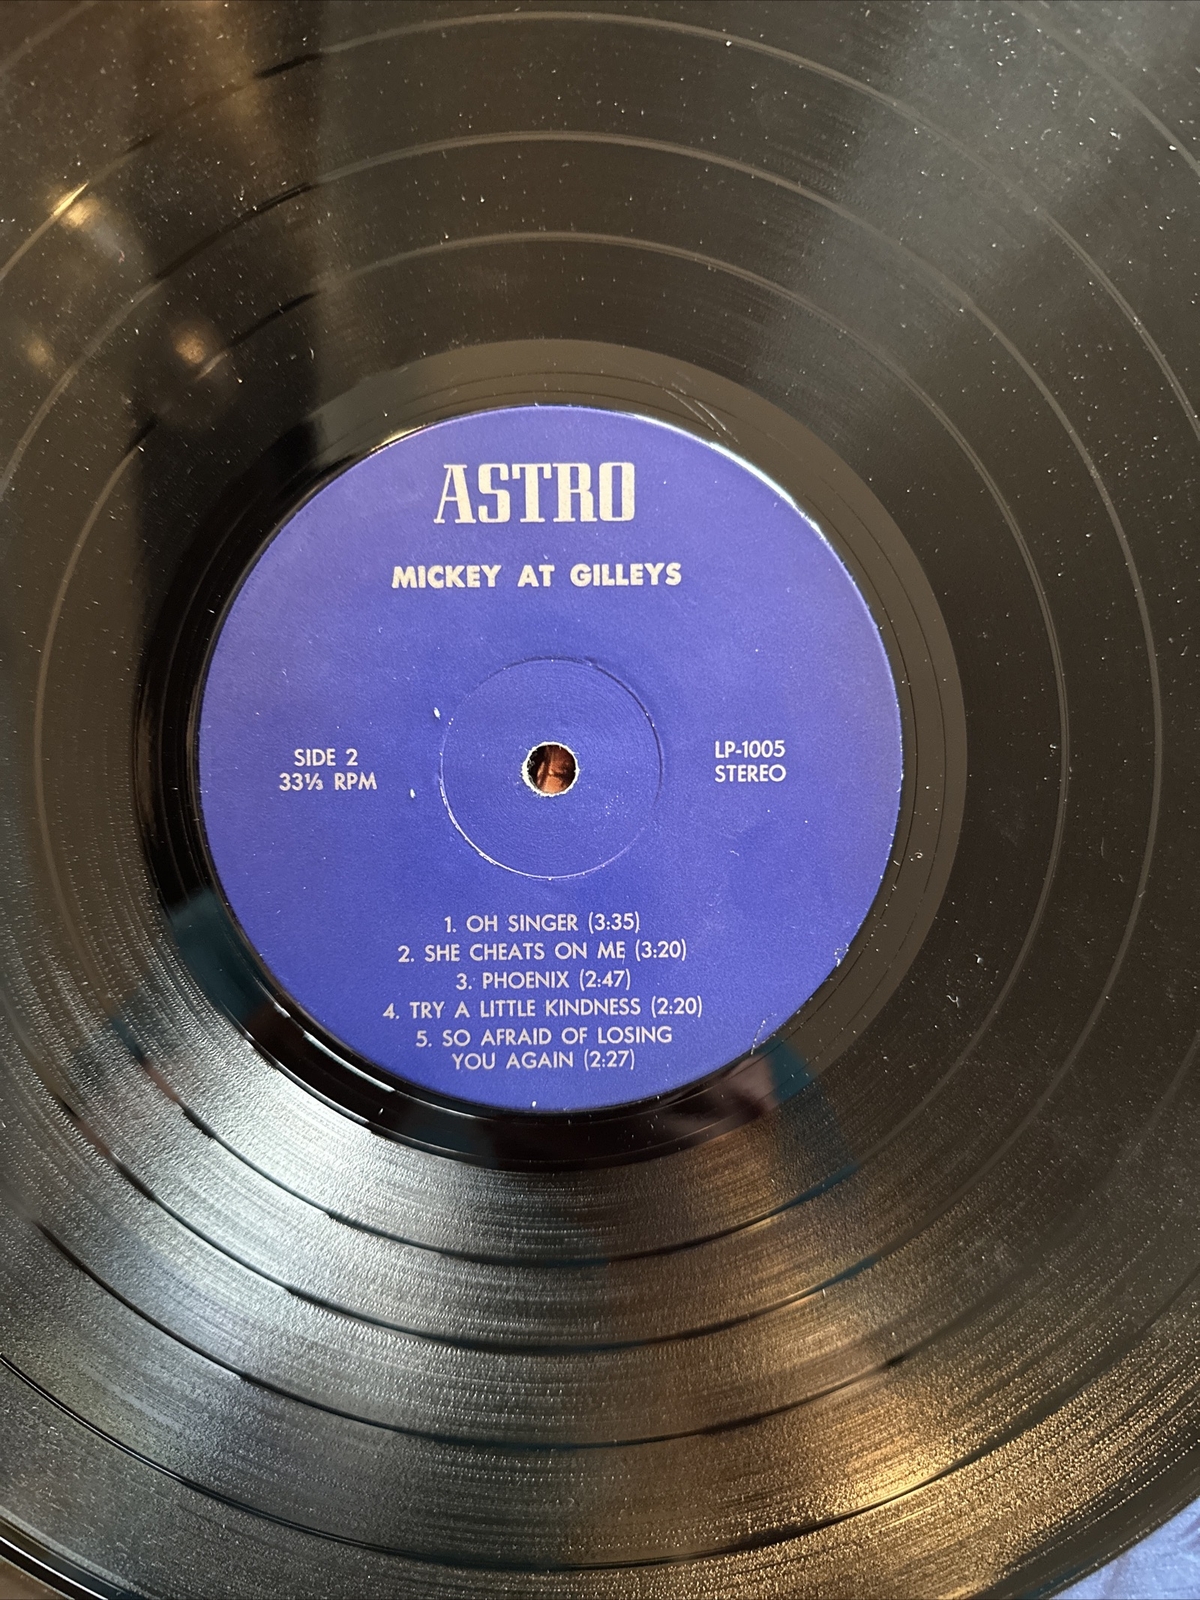 ASTRO
MICKEY AT GILLEYS
SIDE 2
33⅓ RPM
LP-1005
STEREO
1. OH SINGER (3:35)
2. SHE CHEATS ON ME (3:20)
3. PHOENIX (2:47)
4. TRY A LITTLE KINDNESS (2:20)
5. SO AFRAID OF LOSING
YOU AGAIN (2:27)